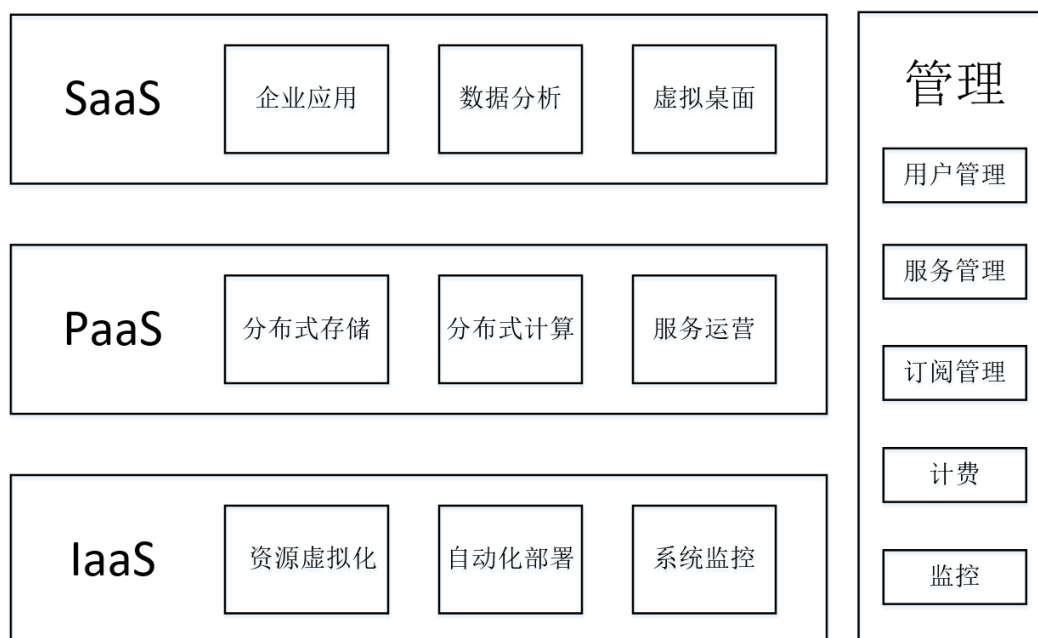 SaaS
企业应用
数据分析
虚拟桌面
PaaS
分布式存储
分布式计算
服务运营
IaaS
资源虚拟化
自动化部署
系统监控
管理
用户管理
服务管理
订阅管理
计费
监控